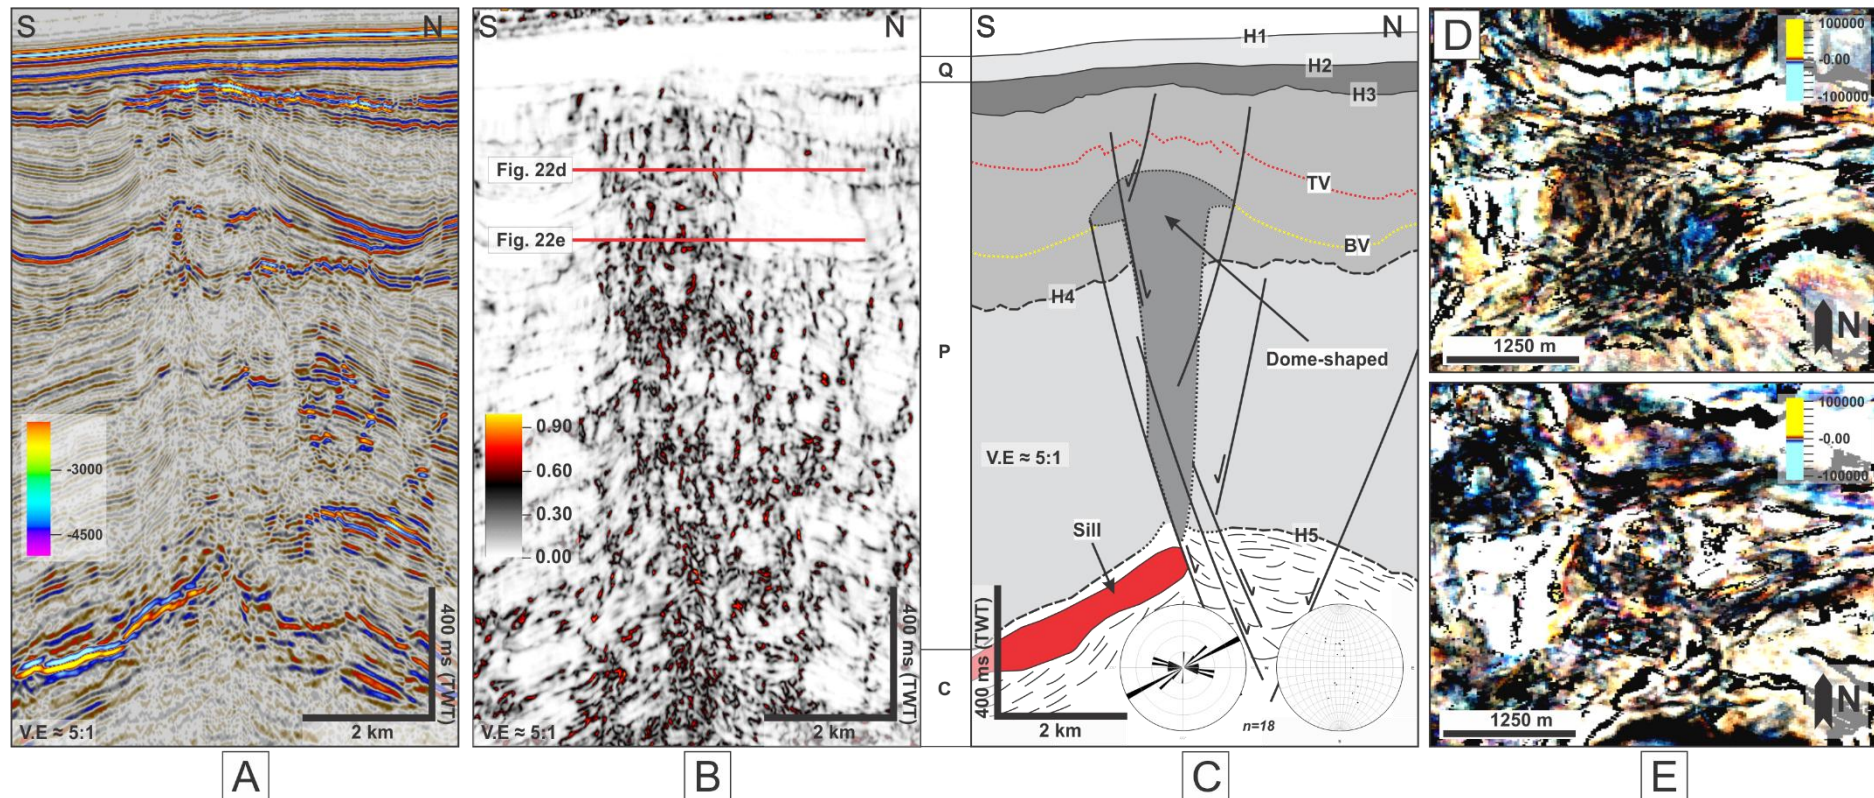 S
N
-3000
-4500
400 ms (TWT)
V.E ≈ 5:1
2 km
A
S
N
Fig. 22d
Fig. 22e
0.90
0.60
0.30
0.00
400 ms (TWT)
V.E ≈ 5:1
2 km
B
Q
P
C
S
N
H1
H2
H3
TV
BV
H4
Dome-shaped
V.E ≈ 5:1
Sill
H5
400 ms (TWT)
2 km
n=18
C
D
100000
-0.00
-100000
N
1250 m
100000
-0.00
-100000
N
1250 m
E